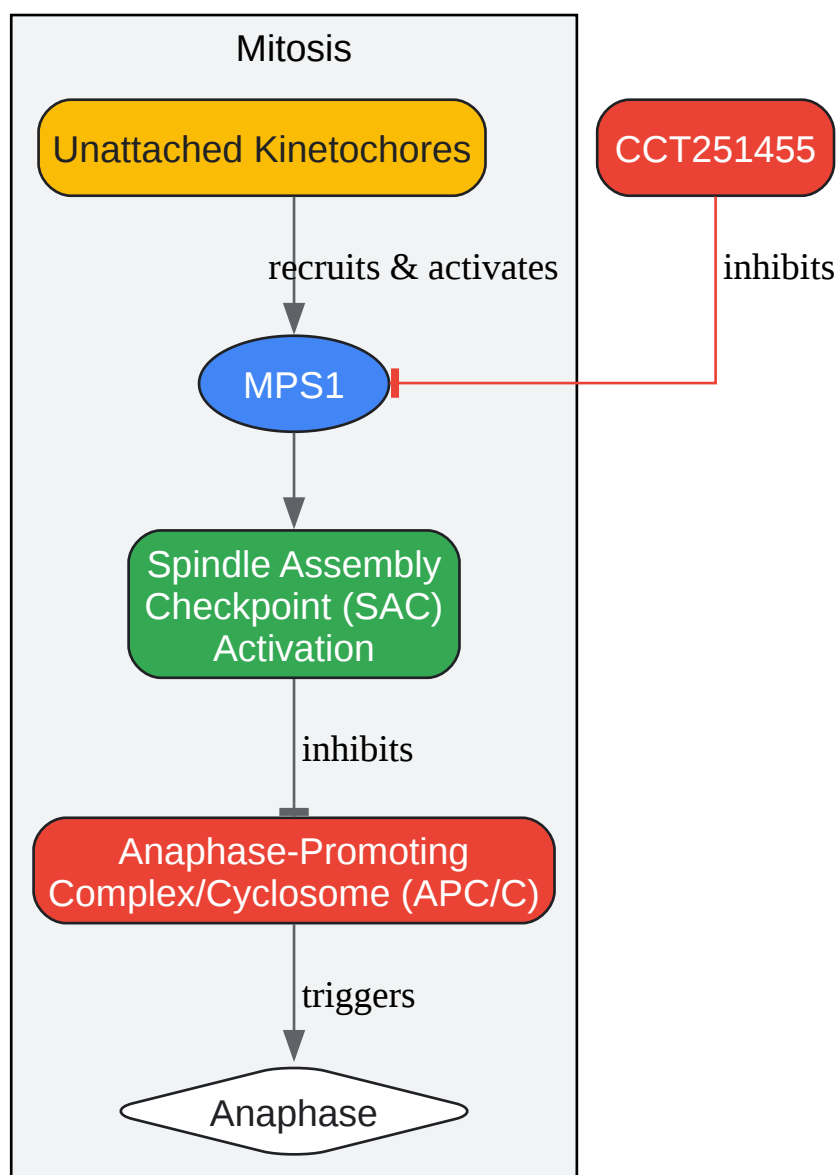 Mitosis
Unattached Kinetochores
CCT251455
recruits & activates
inhibits
MPS1
Spindle Assembly
Checkpoint (SAC)
Activation
inhibits
Anaphase-Promoting
Complex/Cyclosome (APC/C)
triggers
Anaphase